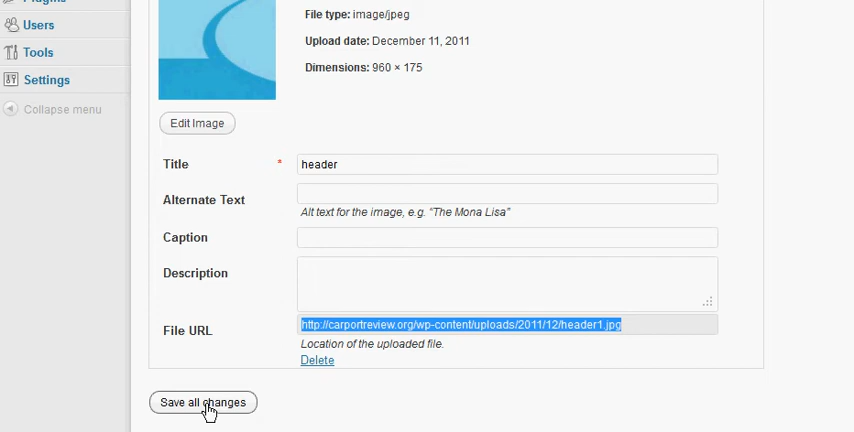 Plugins
Users
Tools
Settings
Collapse menu
File type: image/jpeg
Upload date: December 11, 2011
Dimensions: 960 × 175
Edit Image
Title * header
Alternate Text
Alt text for the image, e.g. “The Mona Lisa”
Caption
Description
File URL http://carportreview.org/wp-content/uploads/2011/12/header1.jpg
Location of the uploaded file.
Delete
Save all changes